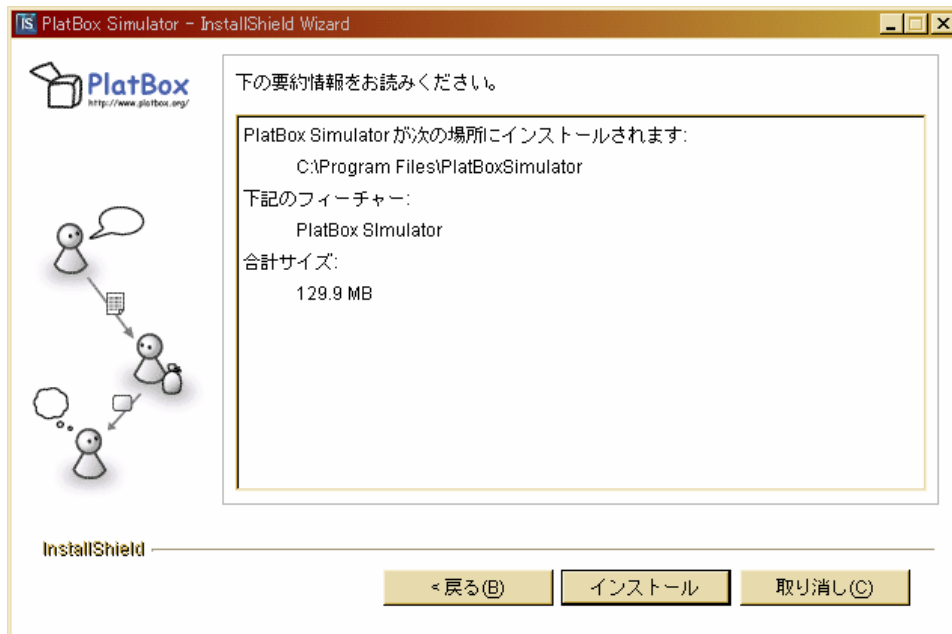 PlatBox Simulator - InstallShield Wizard
PlatBox
http://www.platbox.org/
下の要約情報をお読みください。
PlatBox Simulator が次の場所にインストールされます:
C:\Program Files\PlatBoxSimulator
下記のフィーチャー:
PlatBox SImulator
合計サイズ:
129.9 MB
InstallShield
<戻る(B)
インストール
取り消し(C)